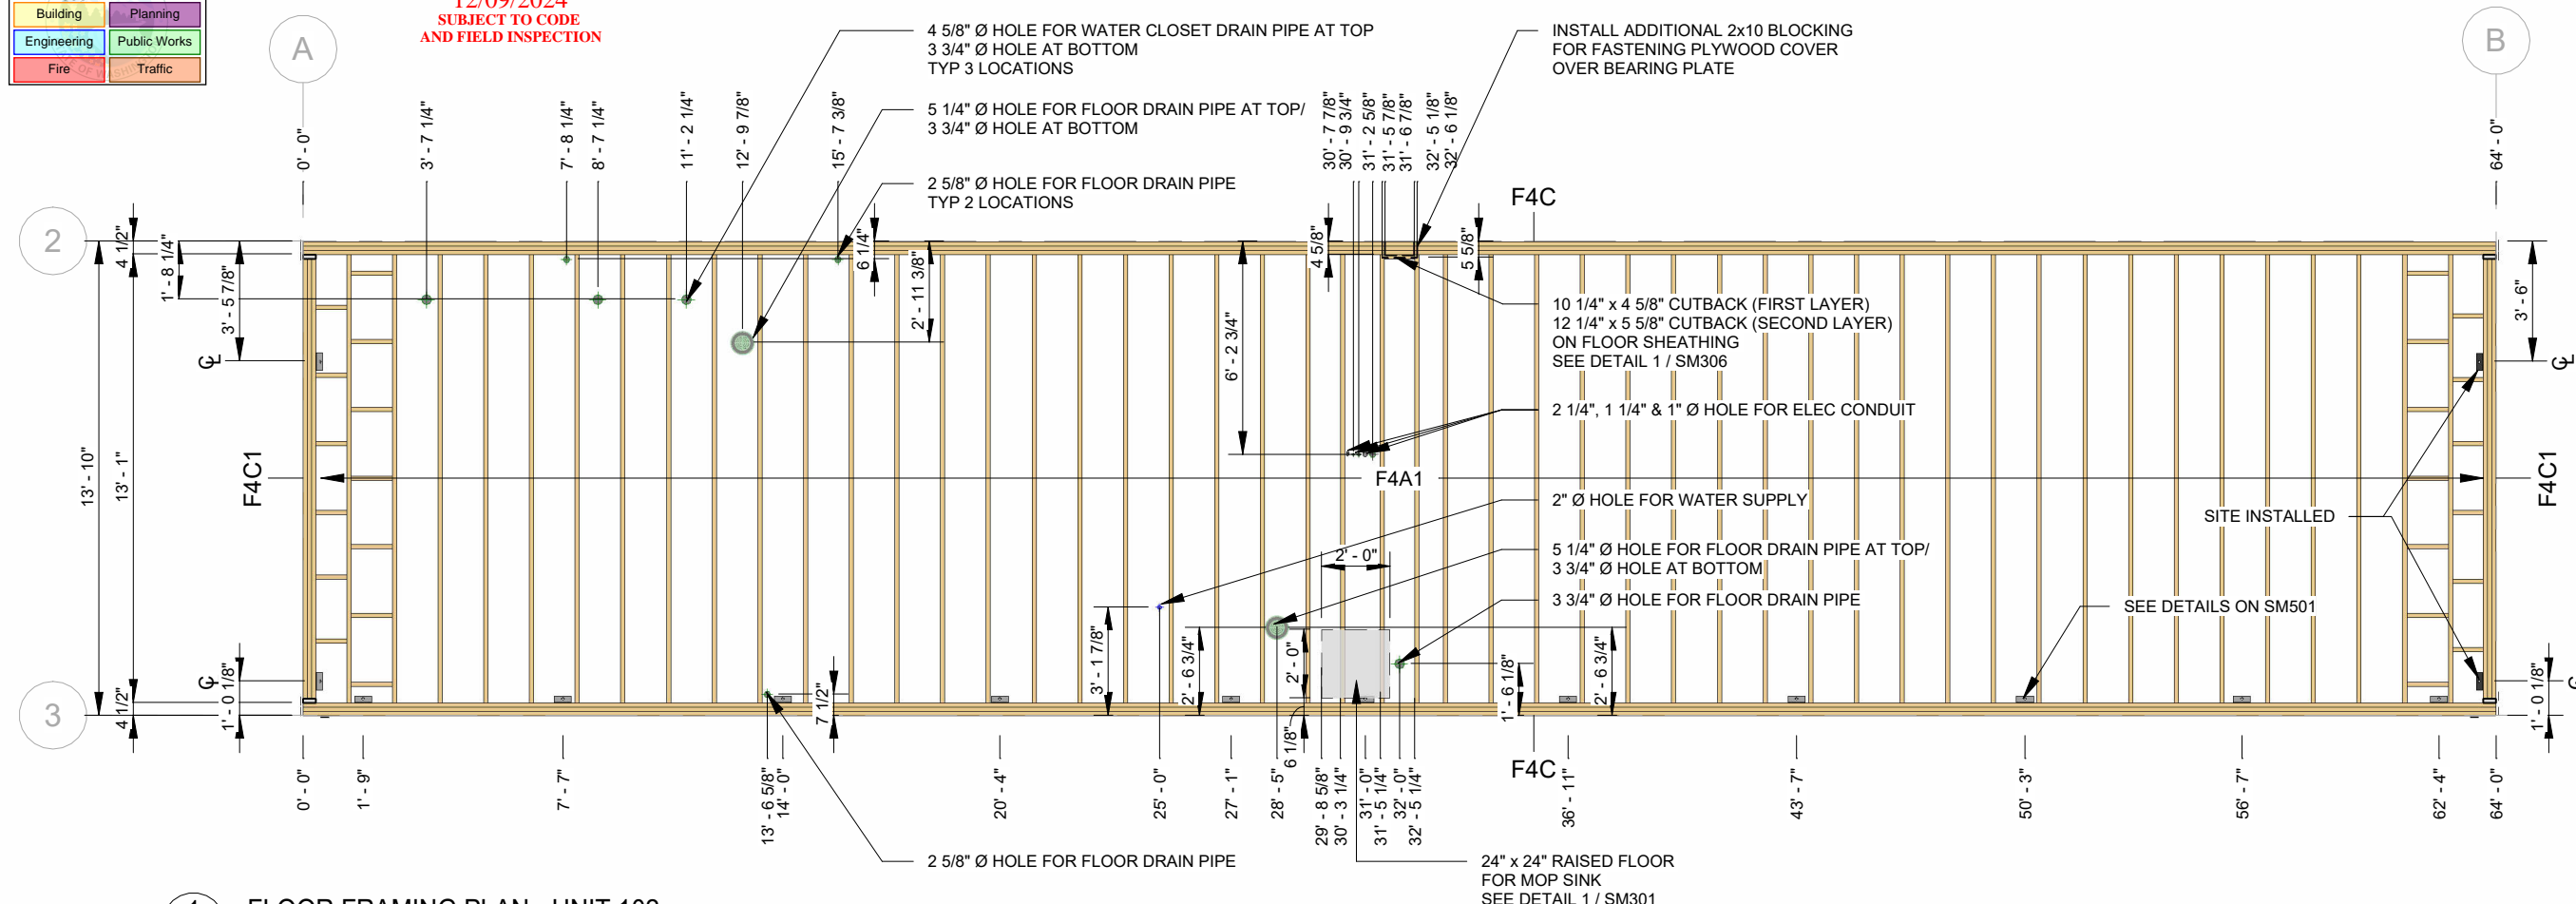 Building Planning
Engineering Public Works
Fire Traffic
12/09/2024
SUBJECT TO CODE
AND FIELD INSPECTION
A
B
2
3
4 5/8" Ø HOLE FOR WATER CLOSET DRAIN PIPE AT TOP
3 3/4" Ø HOLE AT BOTTOM
TYP 3 LOCATIONS
5 1/4" Ø HOLE FOR FLOOR DRAIN PIPE AT TOP/
3 3/4" Ø HOLE AT BOTTOM
2 5/8" Ø HOLE FOR FLOOR DRAIN PIPE
TYP 2 LOCATIONS
INSTALL ADDITIONAL 2x10 BLOCKING
FOR FASTENING PLYWOOD COVER
OVER BEARING PLATE
0' - 0"
3' - 7 1/4"
7' - 8 1/4"
8' - 7 1/4"
11' - 2 1/4"
12' - 9 7/8"
15' - 7 3/8"
30' - 7 7/8"
30' - 9 3/4"
31' - 2 5/8"
31' - 5 7/8"
31' - 6 7/8"
32' - 5 1/8"
32' - 6 1/8"
64' - 0"
F4C
4 1/2"
1' - 8 1/4"
3' - 5 7/8"
6 1/4"
2' - 11 3/8"
4 5/8"
5 5/8"
6' - 2 3/4"
3' - 6"
10 1/4" x 4 5/8" CUTBACK (FIRST LAYER)
12 1/4" x 5 5/8" CUTBACK (SECOND LAYER)
ON FLOOR SHEATHING
SEE DETAIL 1 / SM306
2 1/4", 1 1/4" & 1" Ø HOLE FOR ELEC CONDUIT
13' - 10"
13' - 1"
F4C1
F4A1
F4C1
2" Ø HOLE FOR WATER SUPPLY
SITE INSTALLED
5 1/4" Ø HOLE FOR FLOOR DRAIN PIPE AT TOP/
3 3/4" Ø HOLE AT BOTTOM
2' - 0"
3 3/4" Ø HOLE FOR FLOOR DRAIN PIPE
SEE DETAILS ON SM501
4 1/2"
1' - 0 1/8"
7 1/2"
3' - 1 7/8"
2' - 6 3/4"
2' - 0"
6 1/8"
1' - 6 1/8"
2' - 6 3/4"
1' - 0 1/8"
F4C
0' - 0"
1' - 9"
7' - 7"
13' - 6 5/8"
14' - 0"
20' - 4"
25' - 0"
27' - 1"
28' - 5"
29' - 8 5/8"
30' - 3 1/4"
31' - 0"
31' - 5 1/4"
32' - 0"
32' - 5 1/4"
36' - 11"
43' - 7"
50' - 3"
56' - 7"
62' - 4"
64' - 0"
2 5/8" Ø HOLE FOR FLOOR DRAIN PIPE
24" x 24" RAISED FLOOR
FOR MOP SINK
SEE DETAIL 1 / SM301